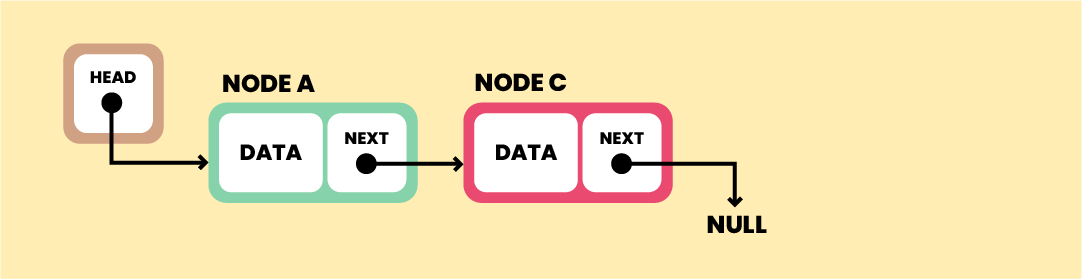 HEAD
NODE A
DATA
NEXT
NODE C
DATA
NEXT
NULL